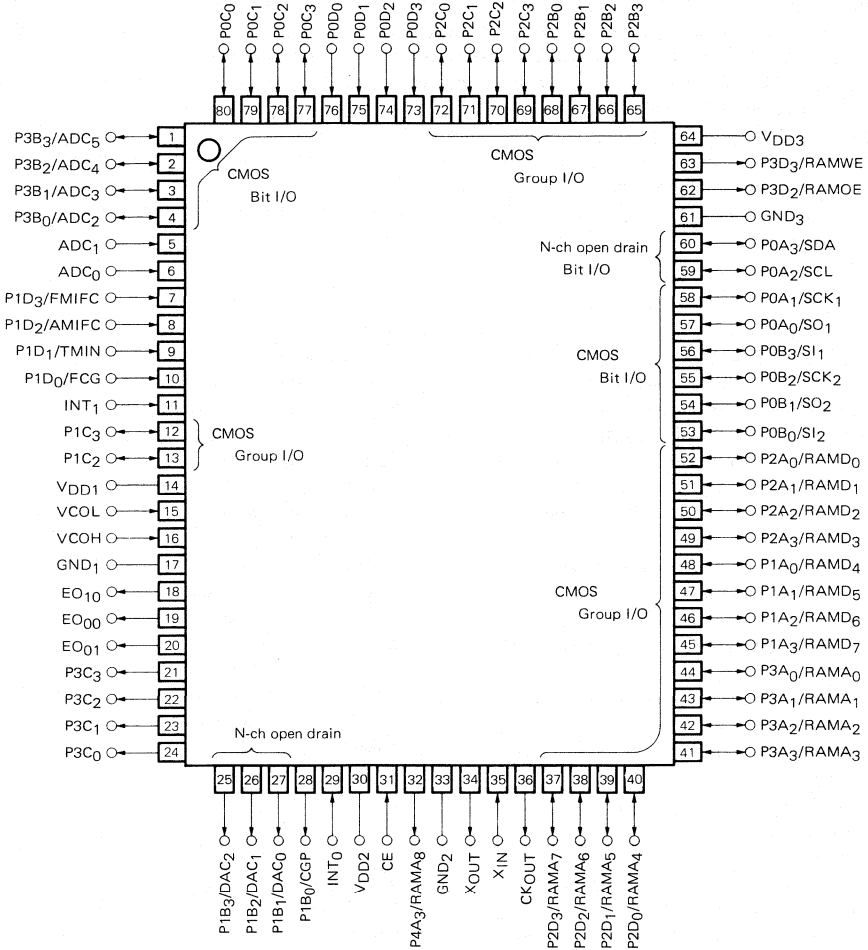 P0C0
P0C1
P0C2
P0C3
P0D0
P0D1
P0D2
P0D3
P2C0
P2C1
P2C2
P2C3
P2B0
P2B1
P2B2
P2B3
80 79 78 77 76 75 74 73 72 71 70 69 68 67 66 65
P3B3/ADC5 1
P3B2/ADC4 2
P3B1/ADC3 3
P3B0/ADC2 4
ADC1 5
ADC0 6
P1D3/FMIFC 7
P1D2/AMIFC 8
P1D1/TMIN 9
P1D0/FCG 10
INT1 11
P1C3 12
P1C2 13
VDD1 14
VCOL 15
VCOH 16
GND1 17
EO10 18
EO00 19
EO01 20
P3C3 21
P3C2 22
P3C1 23
P3C0 24
CMOS
Bit I/O
CMOS
Group I/O
CMOS
Group I/O
N-ch open drain
N-ch open drain
Bit I/O
CMOS
Bit I/O
CMOS
Group I/O
64 VDD3
63 P3D3/RAMWE
62 P3D2/RAMOE
61 GND3
60 P0A3/SDA
59 P0A2/SCL
58 P0A1/SCK1
57 P0A0/SO1
56 P0B3/SI1
55 P0B2/SCK2
54 P0B1/SO2
53 P0B0/SI2
52 P2A0/RAMD0
51 P2A1/RAMD1
50 P2A2/RAMD2
49 P2A3/RAMD3
48 P1A0/RAMD4
47 P1A1/RAMD5
46 P1A2/RAMD6
45 P1A3/RAMD7
44 P3A0/RAMA0
43 P3A1/RAMA1
42 P3A2/RAMA2
41 P3A3/RAMA3
25 26 27 28 29 30 31 32 33 34 35 36 37 38 39 40
P1B3/DAC2
P1B2/DAC1
P1B1/DAC0
P1B0/CGP
INT0
VDD2
CE
P4A3/RAMA8
GND2
XOUT
XIN
CKOUT
P2D3/RAMA7
P2D2/RAMA6
P2D1/RAMA5
P2D0/RAMA4